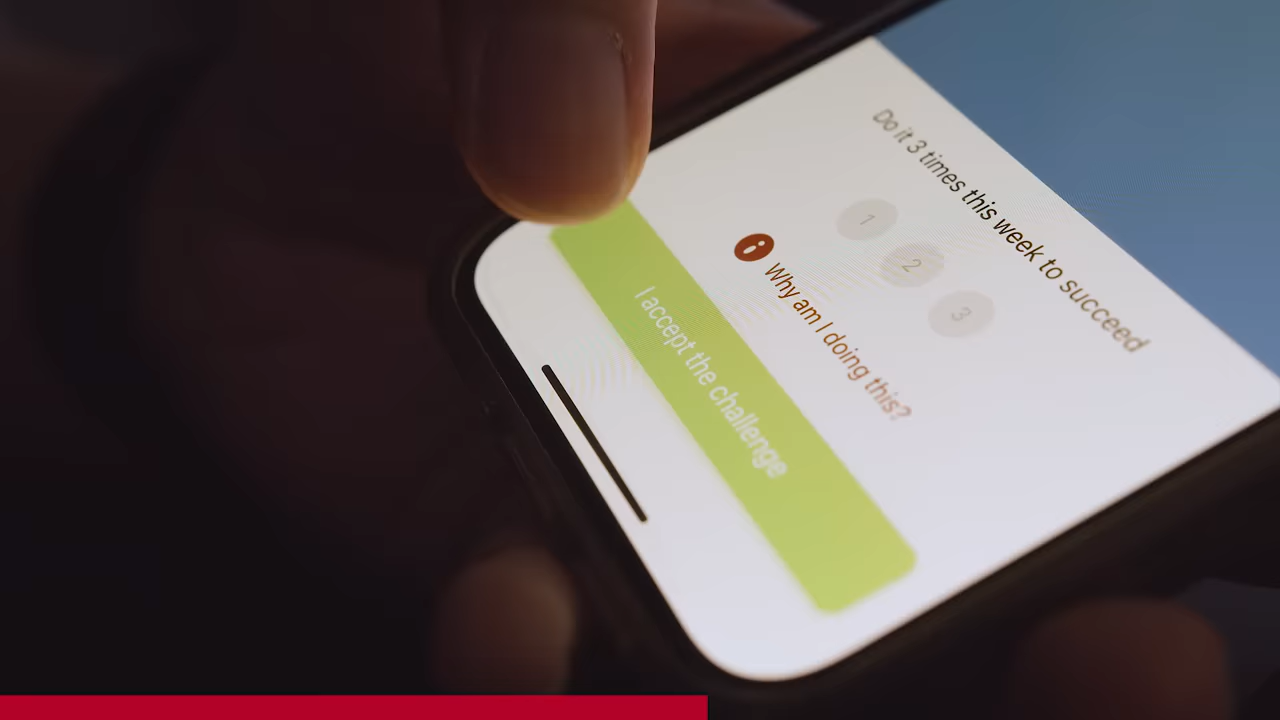 Do it 3 times this week to succeed
1
2
3
Why am I doing this?
I accept the challenge